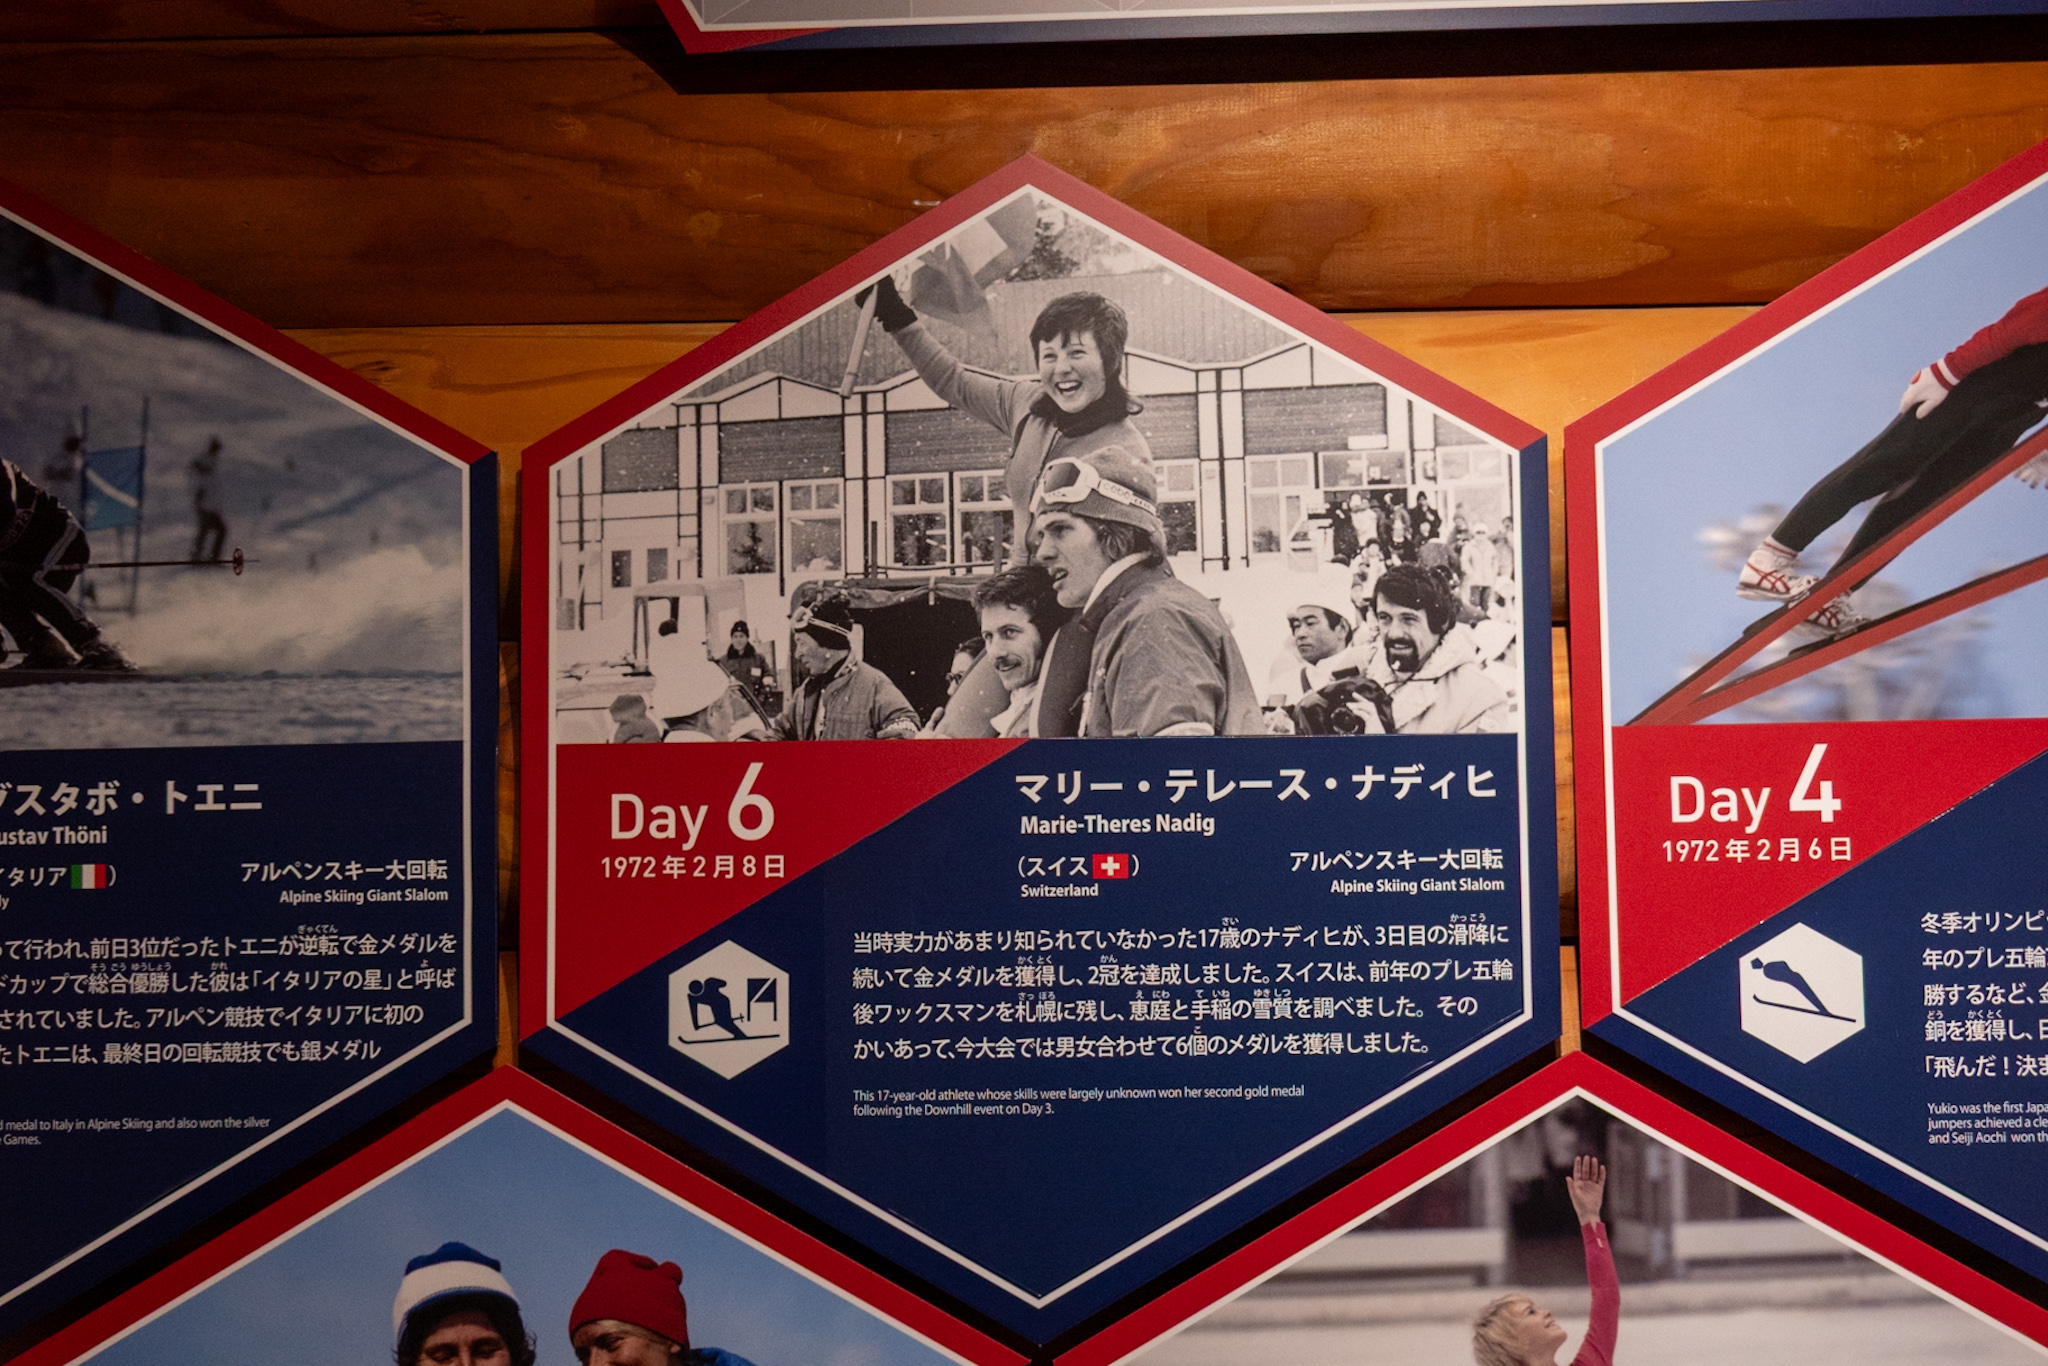 グスタボ・トエニ
ustav Thöni
イタリア )
アルペンスキー大回転
Alpine Skiing Giant Slalom
って行われ、前日3位だったトエニが逆転で金メダルを
ドカップで総合優勝した彼は「イタリアの星」と呼ば
されていました。アルペン競技でイタリアに初の
たトエニは、最終日の回転競技でも銀メダル
medal to Italy in Alpine Skiing and also won the silver
Games.
Day 6
1972年2月8日
マリー・テレース・ナディヒ
Marie-Theres Nadig
(スイス )
Switzerland
アルペンスキー大回転
Alpine Skiing Giant Slalom
当時実力があまり知られていなかった17歳のナディヒが、3日目の滑降に
続いて金メダルを獲得し、2冠を達成しました。スイスは、前年のプレ五輪
後ワックスマンを札幌に残し、恵庭と手稲の雪質を調べました。その
かいあって、今大会では男女合わせて6個のメダルを獲得しました。
This 17-year-old athlete whose skills were largely unknown won her second gold medal
following the Downhill event on Day 3.
Day 4
1972年2月6日
冬季オリンピ
年のプレ五輪
勝するなど、金
銅を獲得し、日
「飛んだ！決ま
Yukio was the first Japa
jumpers achieved a cle
and Seiji Aochi won th